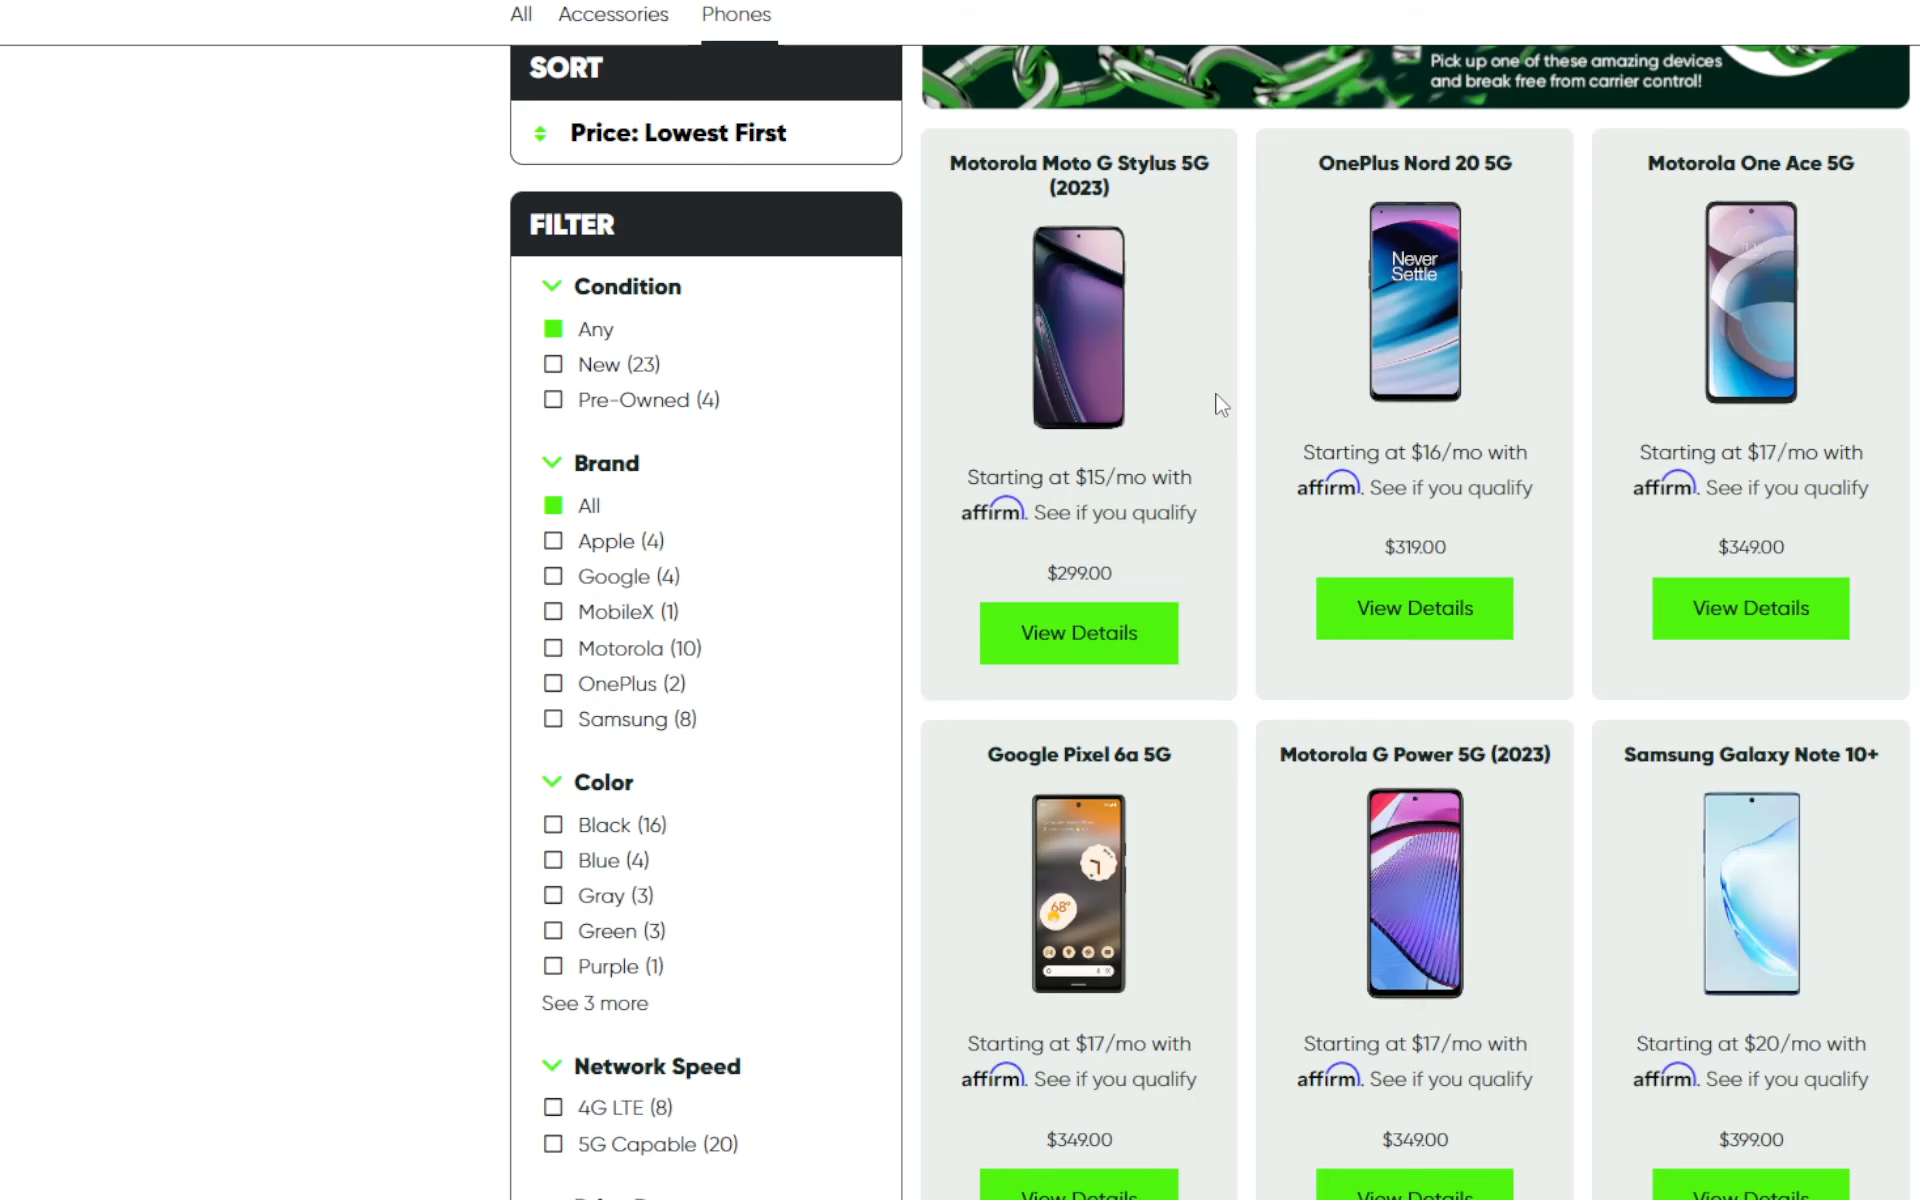 All Accessories Phones
SORT
Price: Lowest First
FILTER
Condition
Any
New (23)
Pre-Owned (4)
Brand
All
Apple (4)
Google (4)
MobileX (1)
Motorola (10)
OnePlus (2)
Samsung (8)
Color
Black (16)
Blue (4)
Gray (3)
Green (3)
Purple (1)
See 3 more
Network Speed
4G LTE (8)
5G Capable (20)
Pick up one of these amazing devices
and break free from carrier control!
Motorola Moto G Stylus 5G
(2023)
Starting at $15/mo with
affirm. See if you qualify
$299.00
View Details
OnePlus Nord 20 5G
Never
Settle
Starting at $16/mo with
affirm. See if you qualify
$319.00
View Details
Motorola One Ace 5G
Starting at $17/mo with
affirm. See if you qualify
$349.00
View Details
Google Pixel 6a 5G
68°
Starting at $17/mo with
affirm. See if you qualify
$349.00
View Details
Motorola G Power 5G (2023)
Starting at $17/mo with
affirm. See if you qualify
$349.00
View Details
Samsung Galaxy Note 10+
Starting at $20/mo with
affirm. See if you qualify
$399.00
View Details